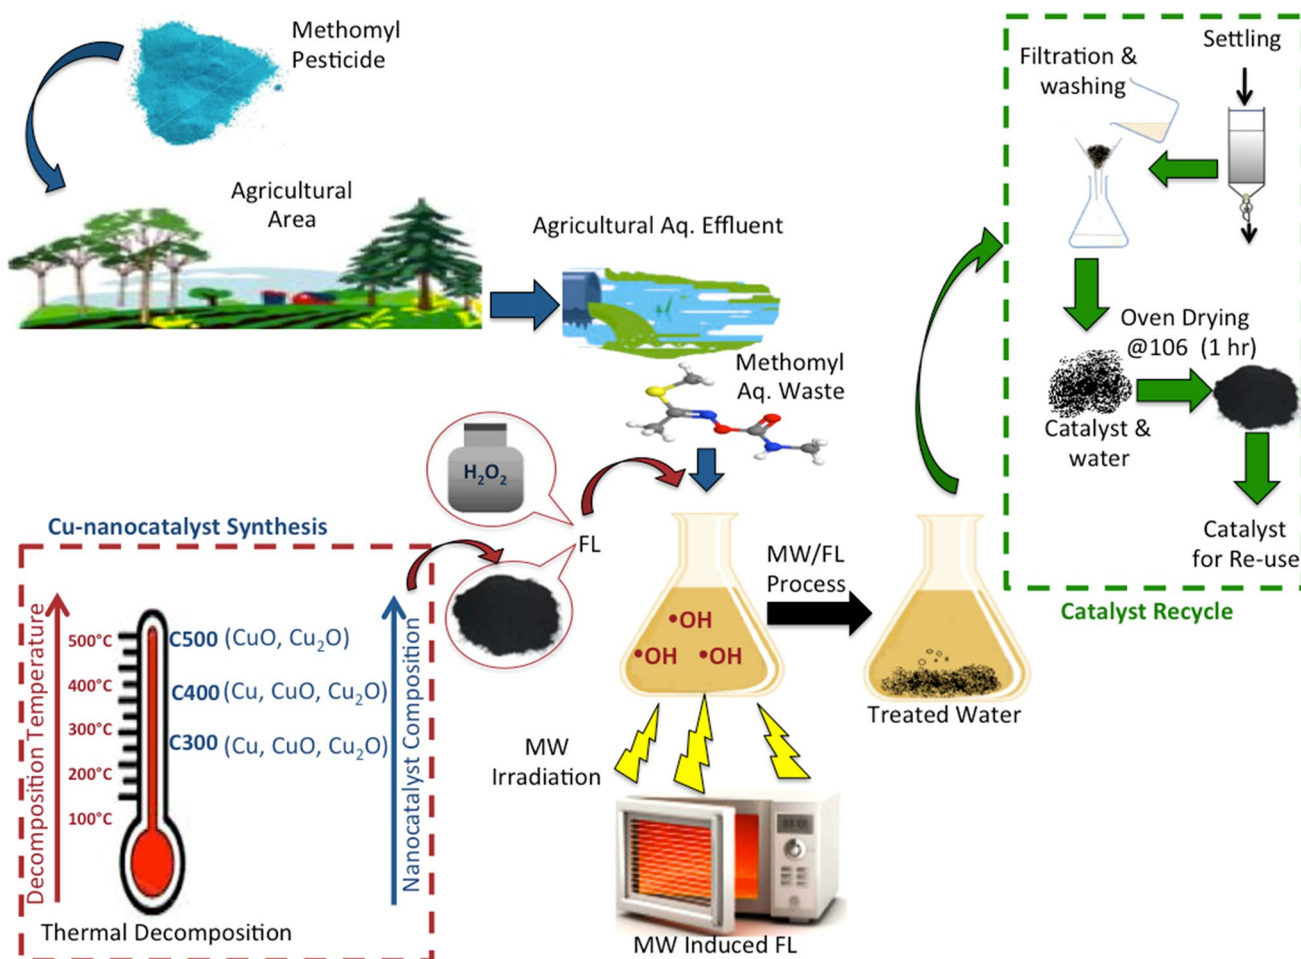 Methomyl
Pesticide
Agricultural
Area
Agricultural Aq. Effluent
Methomyl
Aq. Waste
H₂O₂
FL
Cu-nanocatalyst Synthesis
Decomposition Temperature
500°C
400°C
300°C
200°C
100°C
C500 (CuO, Cu₂O)
C400 (Cu, CuO, Cu₂O)
C300 (Cu, CuO, Cu₂O)
Nanocatalyst Composition
Thermal Decomposition
•OH
•OH •OH
MW/FL
Process
MW
Irradiation
MW Induced FL
Treated Water
Settling
Filtration &
washing
Oven Drying
@106 (1 hr)
Catalyst &
water
Catalyst
for Re-use
Catalyst Recycle